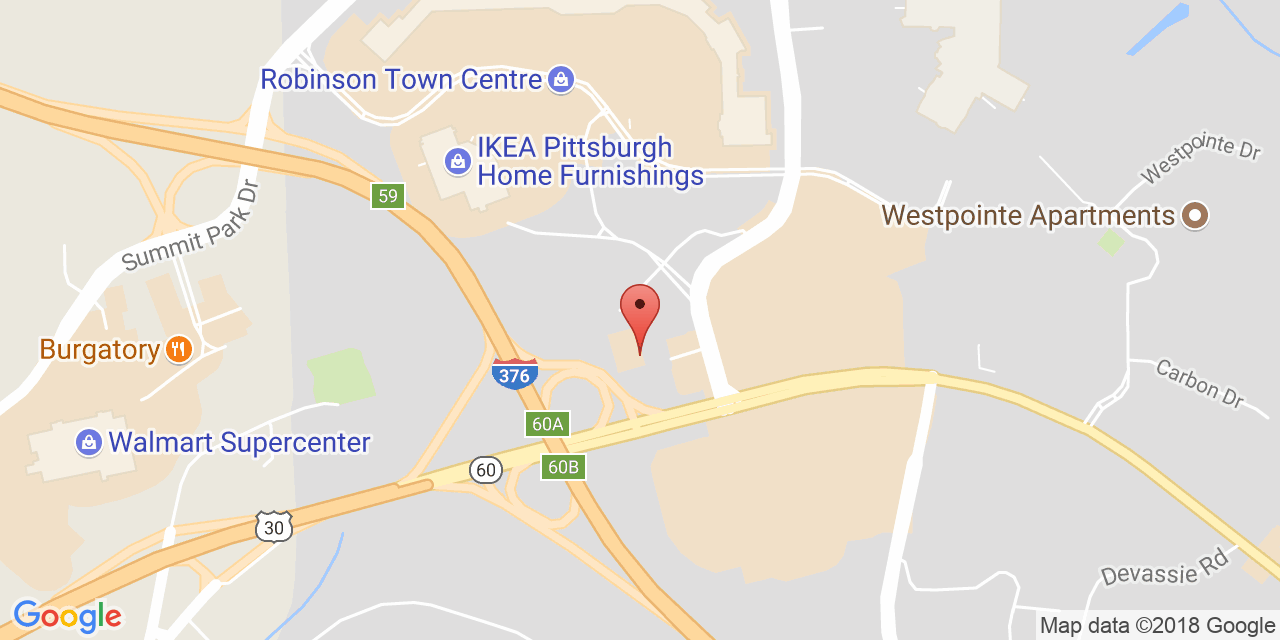 Robinson Town Centre
IKEA Pittsburgh
Home Furnishings
Westpointe Dr
59
Westpointe Apartments
Summit Park Dr
Burgatory
376
Carbon Dr
60A
Walmart Supercenter
60
60B
30
Devassie Rd
Google
Map data ©2018 Google